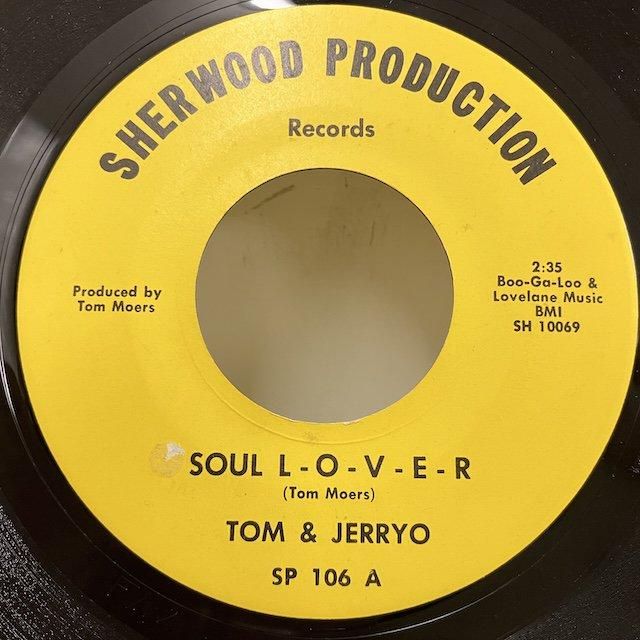 SHERWOOD PRODUCTION
Records
Produced by
Tom Moers
2:35
Boo-Ga-Loo &
Lovelane Music
BMI
SH 10069
SOUL L-O-V-E-R
(Tom Moers)
TOM & JERRYO
SP 106 A